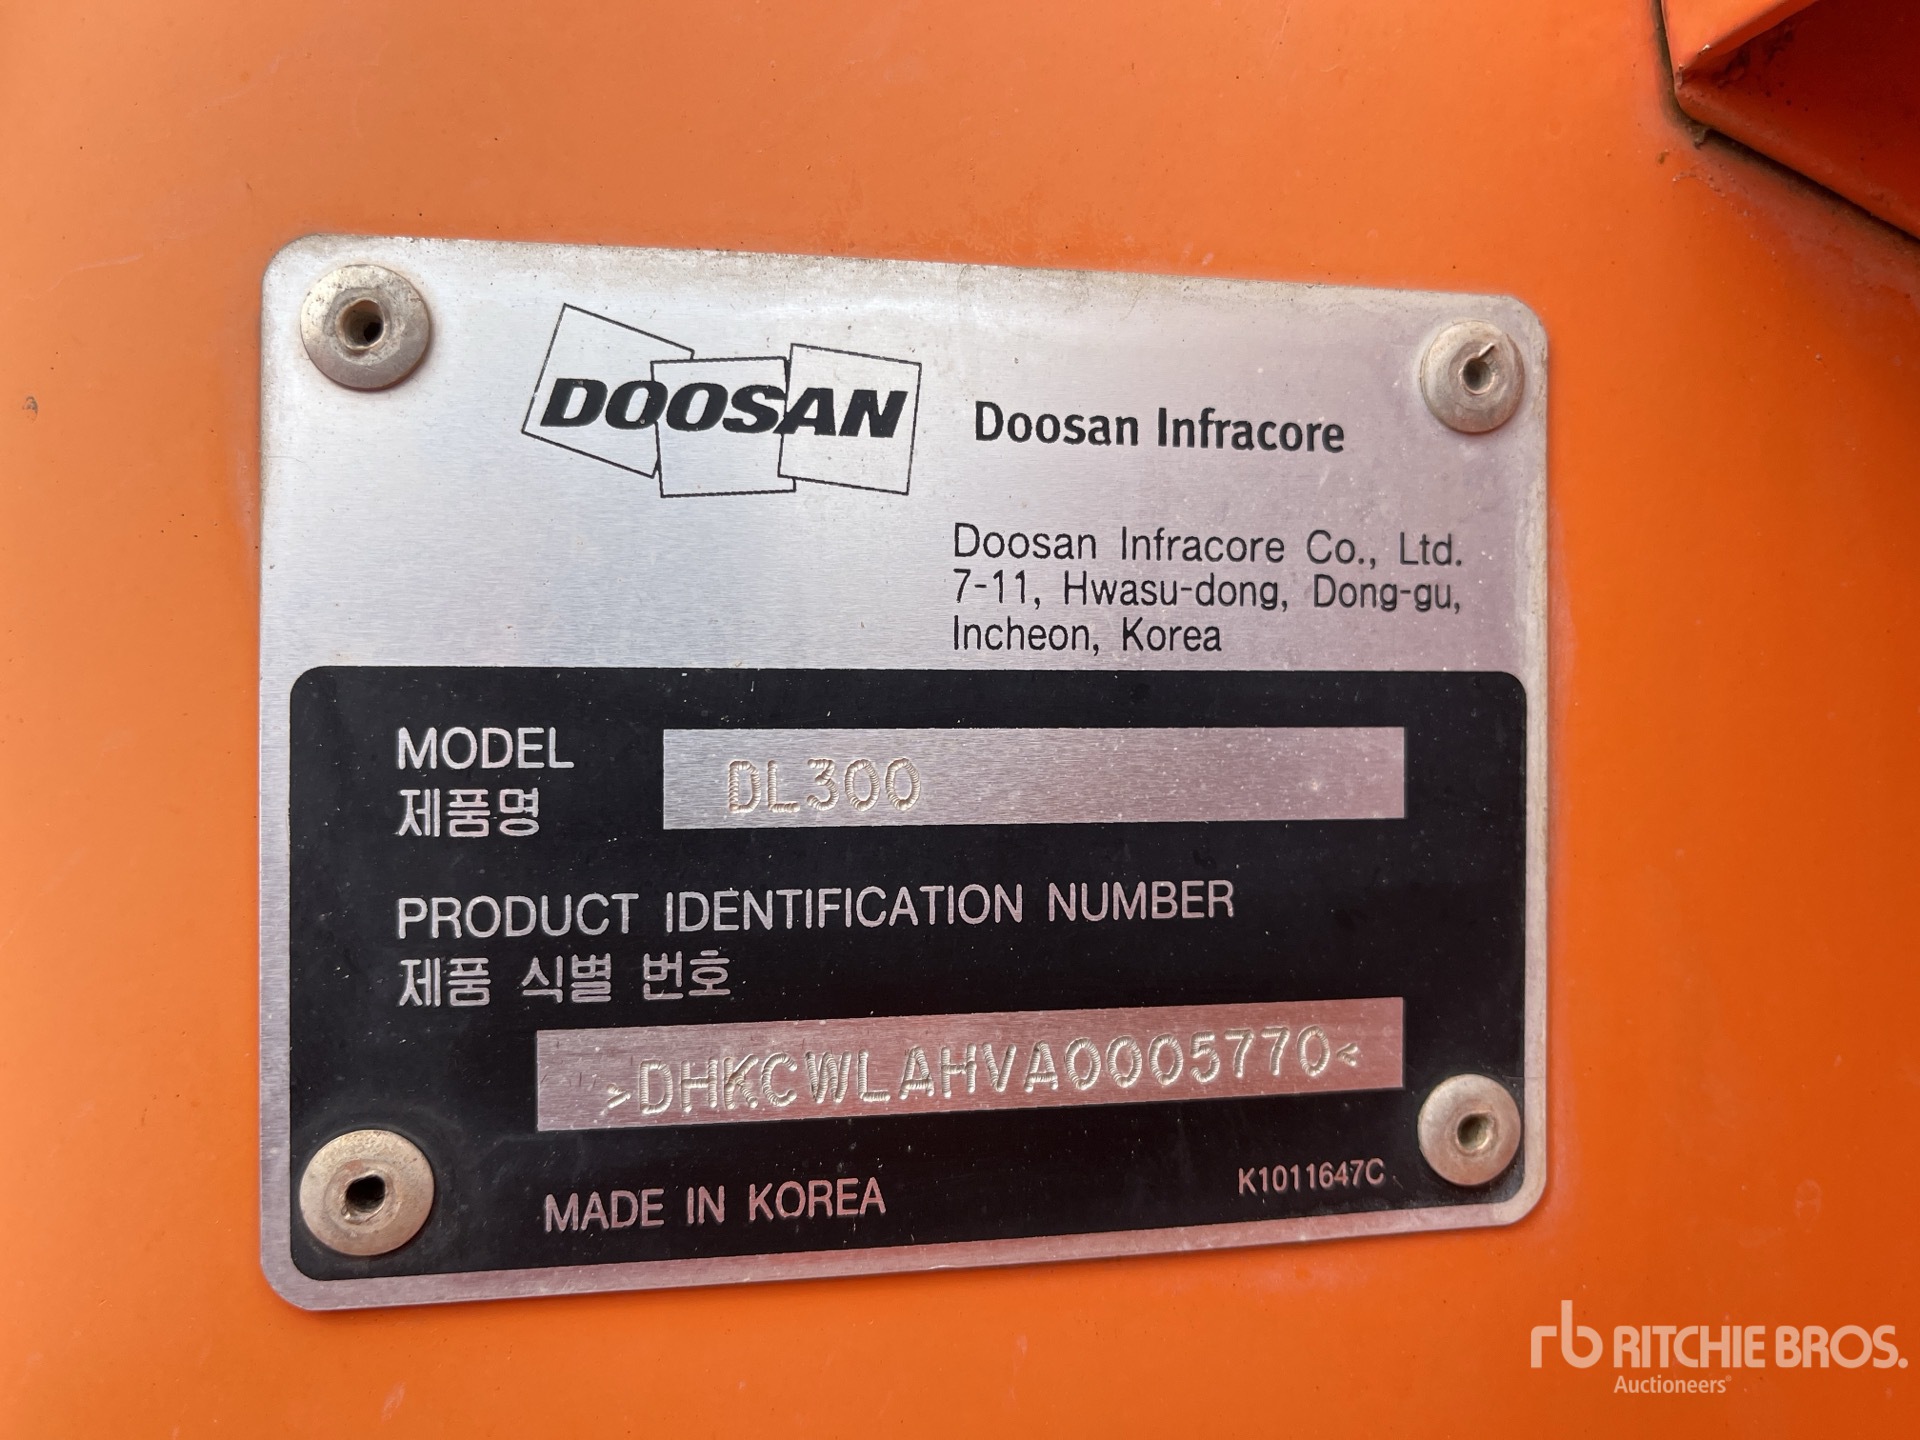 DOOSAN
Doosan Infracore
Doosan Infracore Co., Ltd.
7-11, Hwasu-dong, Dong-gu,
Incheon, Korea
MODEL
제품명
DL300
PRODUCT IDENTIFICATION NUMBER
제품 식별 번호
>DHKCWLAHVA0005770<
MADE IN KOREA
K1011647C
rb RITCHIE BROS.
Auctioneers®